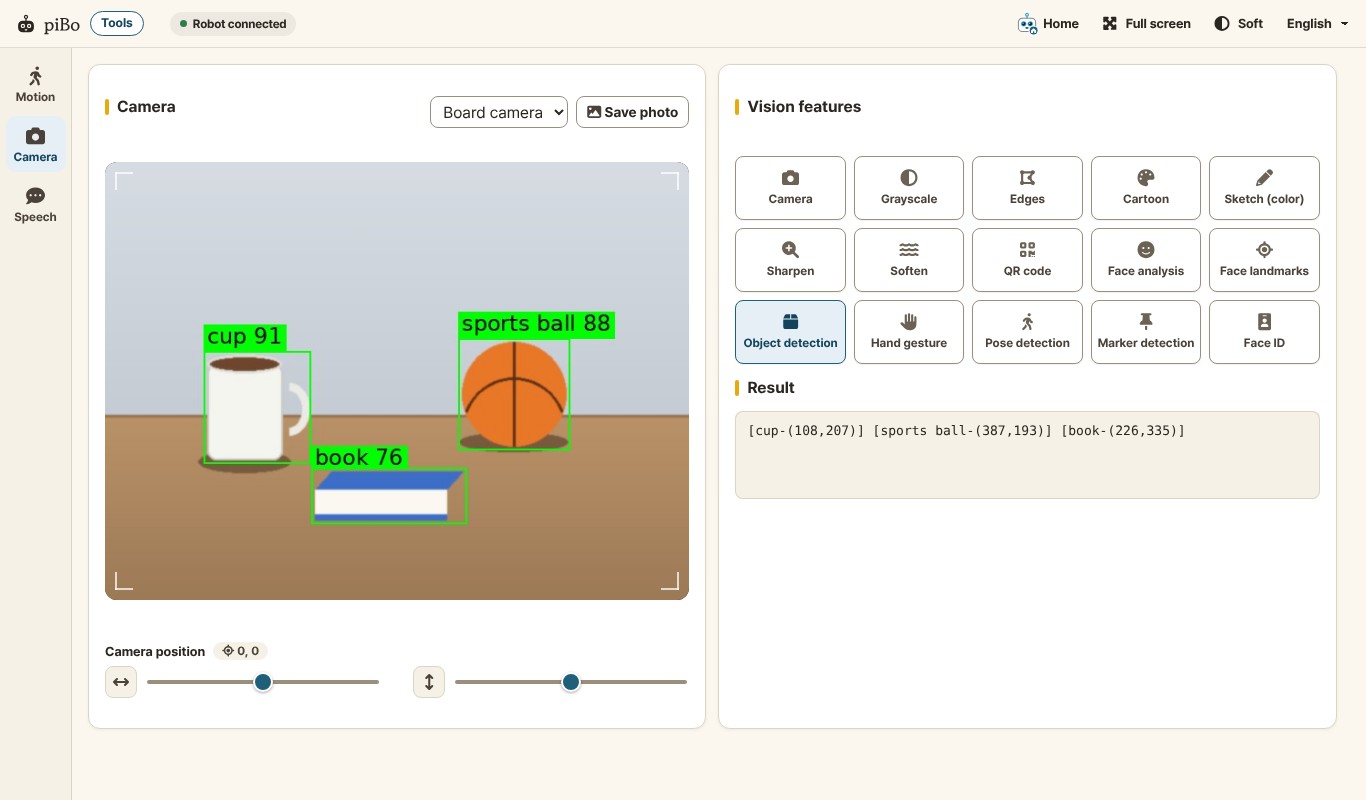 piBo
Tools
Robot connected
Home
Full screen
Soft
English
Motion
Camera
Speech
Camera
Board camera
Save photo
cup 91
sports ball 88
book 76
Camera position
0, 0
Vision features
Camera
Grayscale
Edges
Cartoon
Sketch (color)
Sharpen
Soften
QR code
Face analysis
Face landmarks
Object detection
Hand gesture
Pose detection
Marker detection
Face ID
Result
[cup-(108,207)] [sports ball-(387,193)] [book-(226,335)]